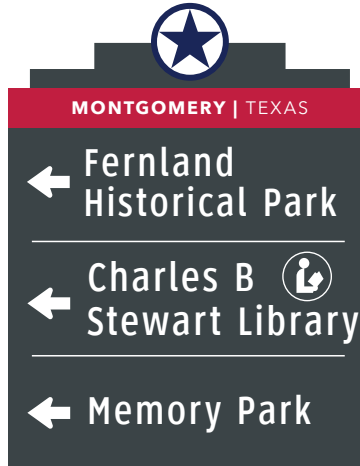 MONTGOMERY | TEXAS
Fernland
Historical Park
Charles B
Stewart Library
Memory Park